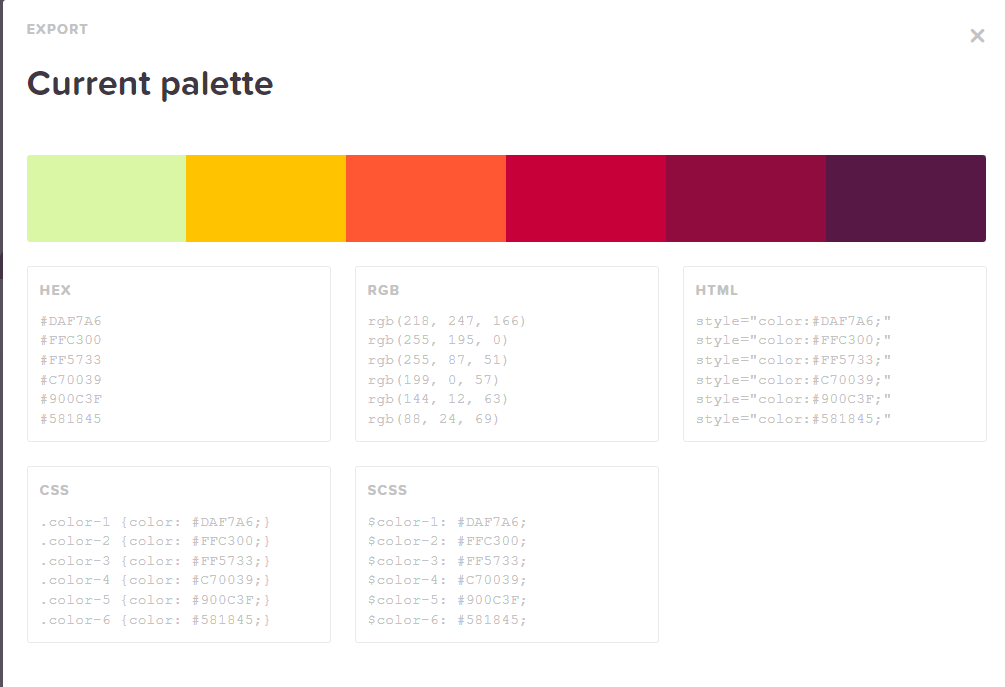 EXPORT
Current palette
HEX
#DAF7A6
#FFC300
#FF5733
#C70039
#900C3F
#581845
RGB
rgb(218, 247, 166)
rgb(255, 195, 0)
rgb(255, 87, 51)
rgb(199, 0, 57)
rgb(144, 12, 63)
rgb(88, 24, 69)
HTML
style="color:#DAF7A6;"
style="color:#FFC300;"
style="color:#FF5733;"
style="color:#C70039;"
style="color:#900C3F;"
style="color:#581845;"
CSS
.color-1 {color: #DAF7A6;}
.color-2 {color: #FFC300;}
.color-3 {color: #FF5733;}
.color-4 {color: #C70039;}
.color-5 {color: #900C3F;}
.color-6 {color: #581845;}
SCSS
$color-1: #DAF7A6;
$color-2: #FFC300;
$color-3: #FF5733;
$color-4: #C70039;
$color-5: #900C3F;
$color-6: #581845;